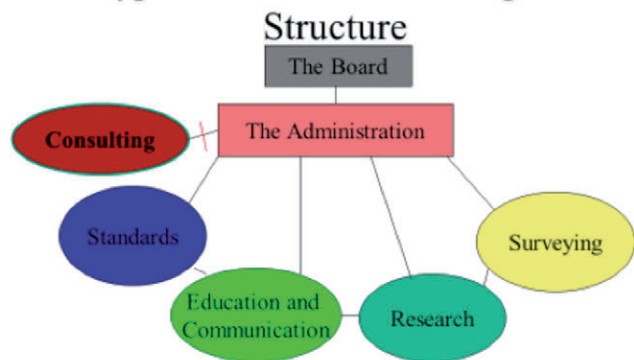 Structure
The Board
The Administration
Consulting
Standards
Surveying
Education and
Communication
Research